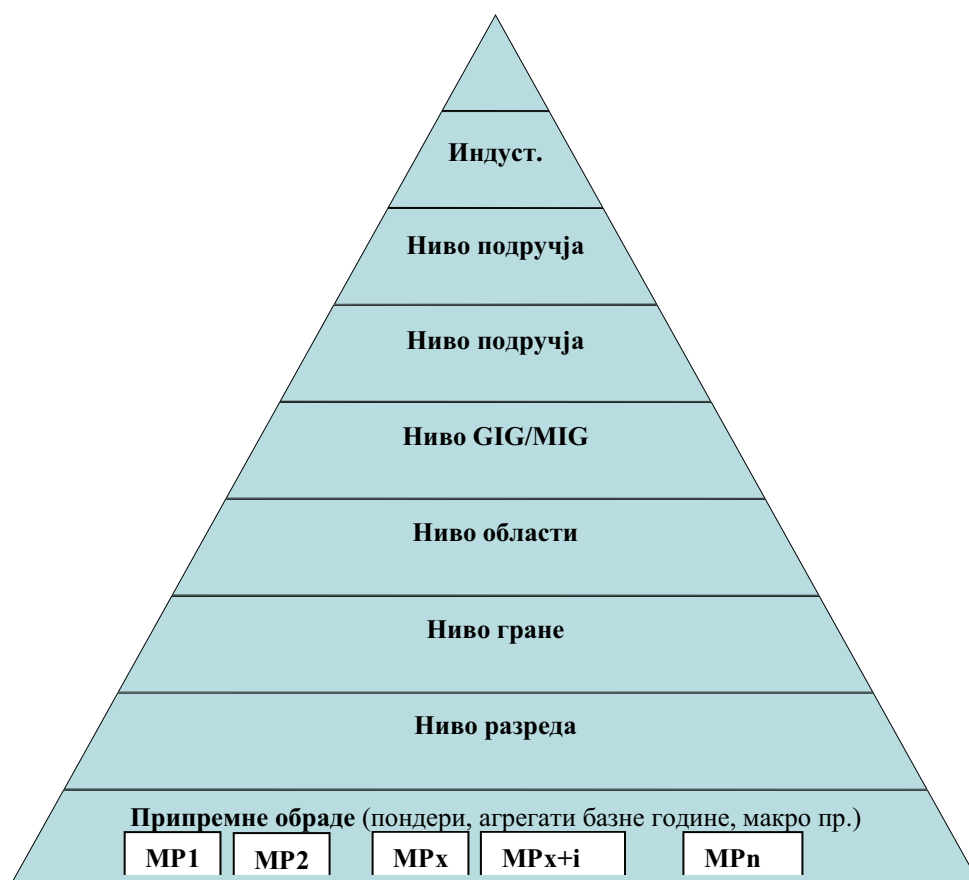 Индуст.
Ниво подручја
Ниво подручја
Ниво GIG/MIG
Ниво области
Ниво гране
Ниво разреда
Припремне обраде (пондери, агрегати базне године, макро пр.)
MP1 MP2 MPx MPx+i MPn